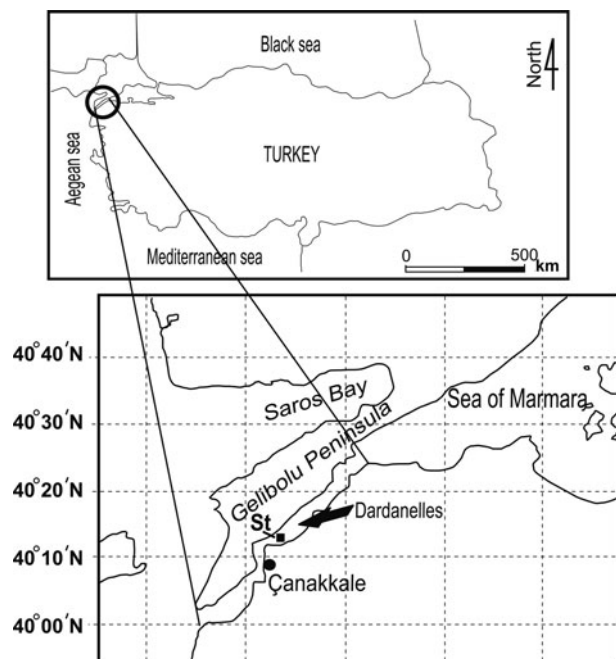 Black sea
North
Aegean sea
TURKEY
Mediterranean sea
0 500
km
40°40'N
Saros Bay
Sea of Marmara
40°30'N
Gelibolu Peninsula
40°20'N
Dardanelles
St
40°10'N
Çanakkale
40°00'N